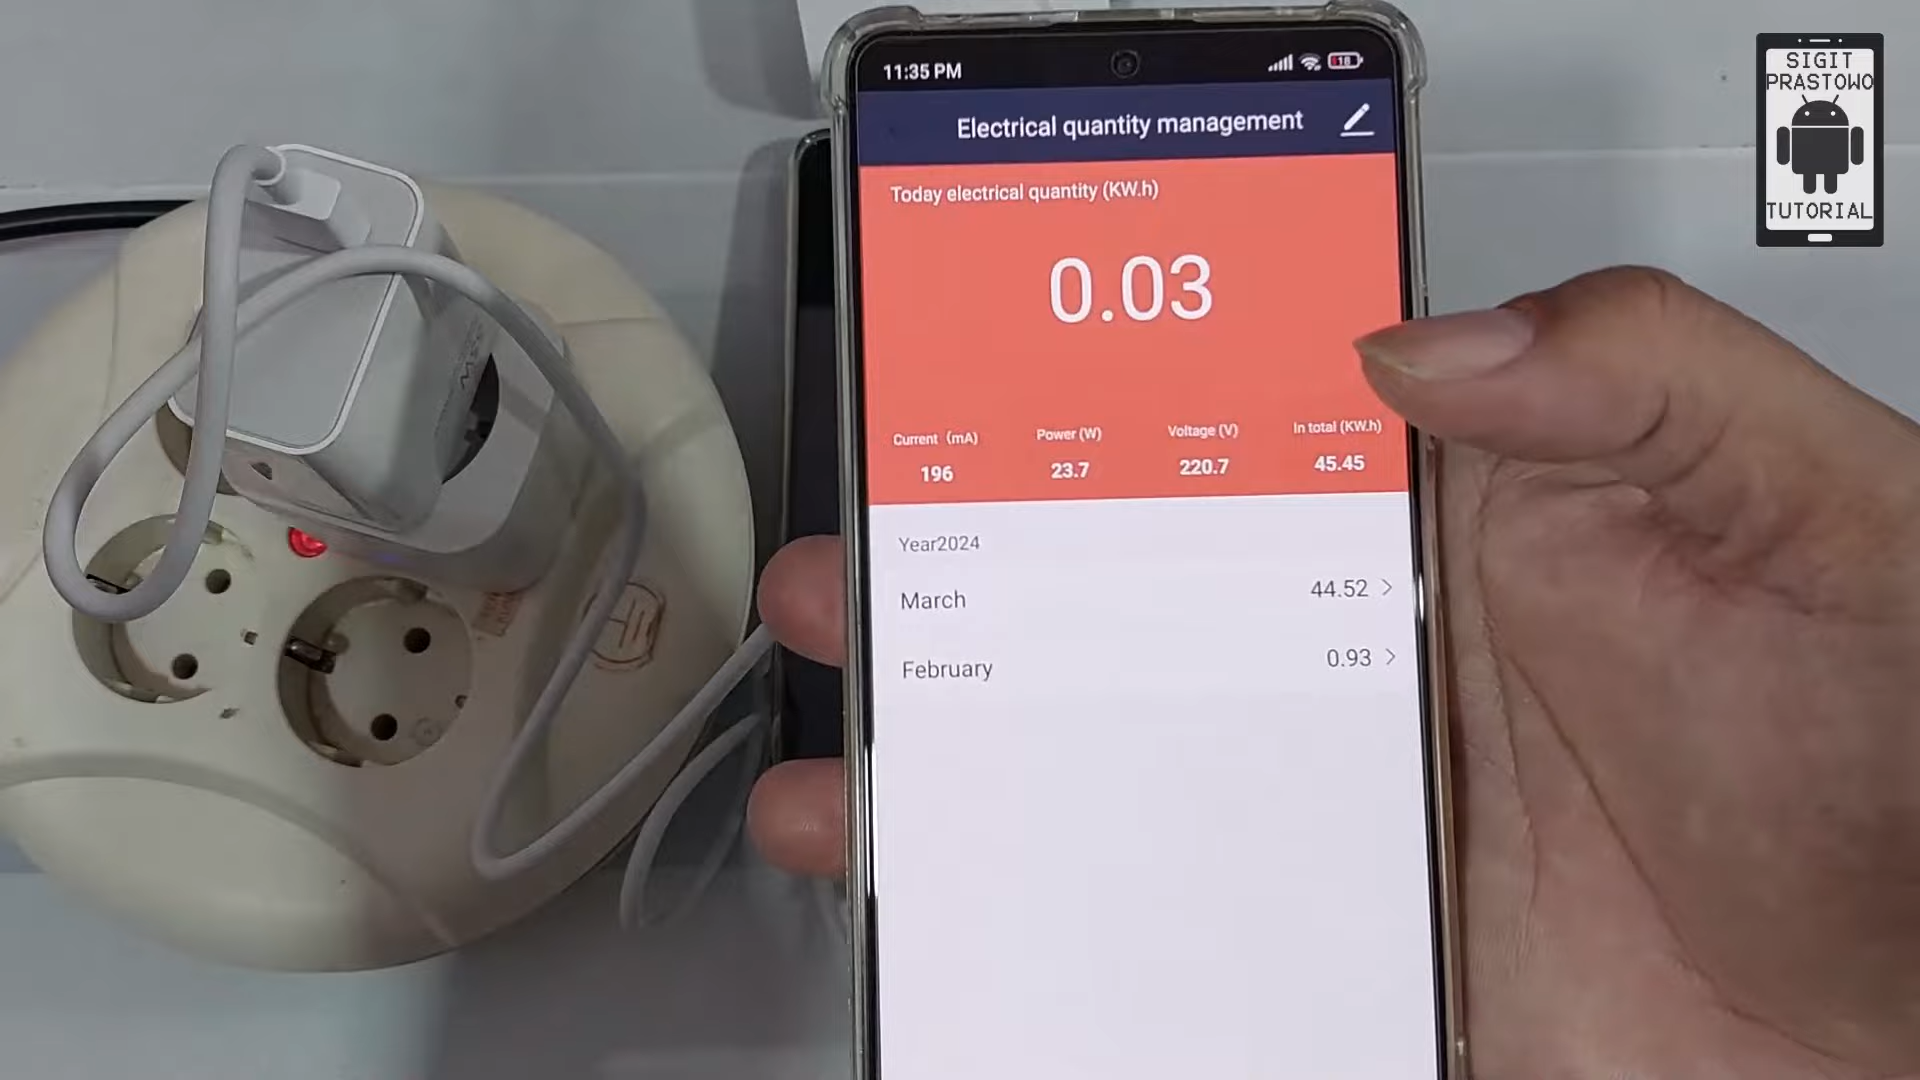 11:35 PM
18
Electrical quantity management
Today electrical quantity (KW.h)
0.03
Current (mA)
Power (W)
Voltage (V)
In total (KW.h)
196
23.7
220.7
45.45
Year2024
March
44.52
February
0.93
SIGIT
PRASTOWO
TUTORIAL